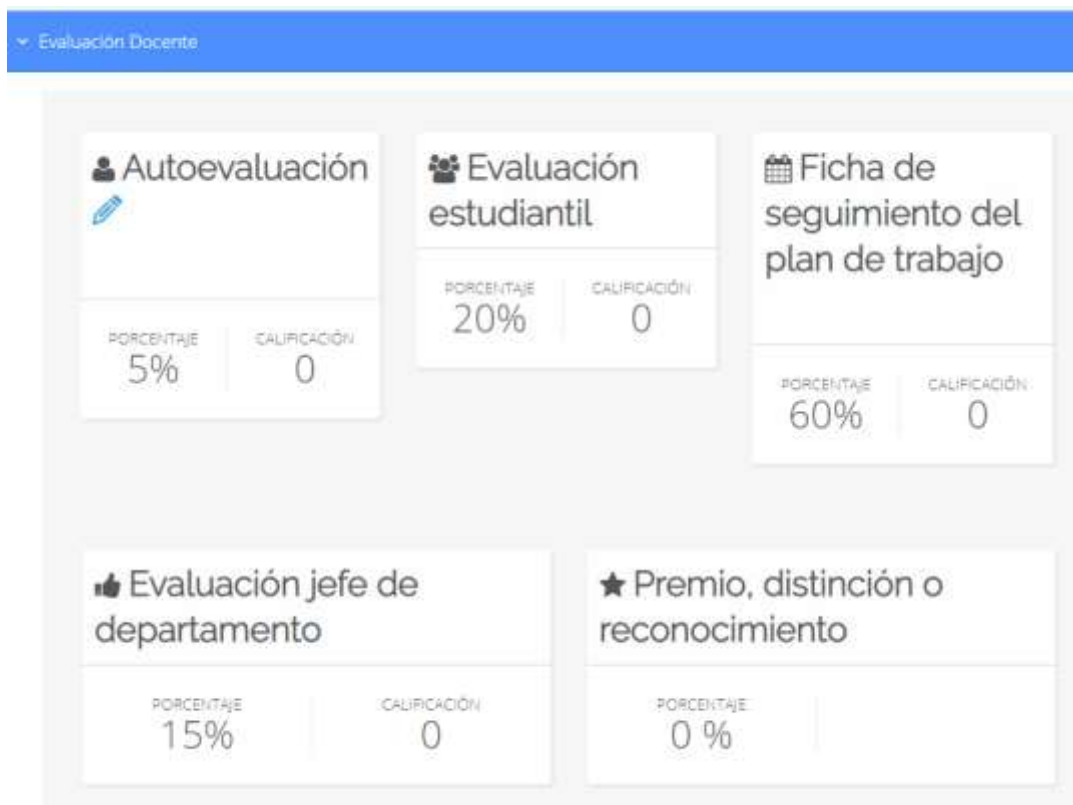 Evaluación Docente
Autoevaluación
PORCENTAJE CALIFICACIÓN
5% 0
Evaluación
estudiantil
PORCENTAJE CALIFICACIÓN
20% 0
Ficha de
seguimiento del
plan de trabajo
PORCENTAJE CALIFICACIÓN
60% 0
Evaluación jefe de
departamento
PORCENTAJE CALIFICACIÓN
15% 0
Premio, distinción o
reconocimiento
PORCENTAJE
0 %